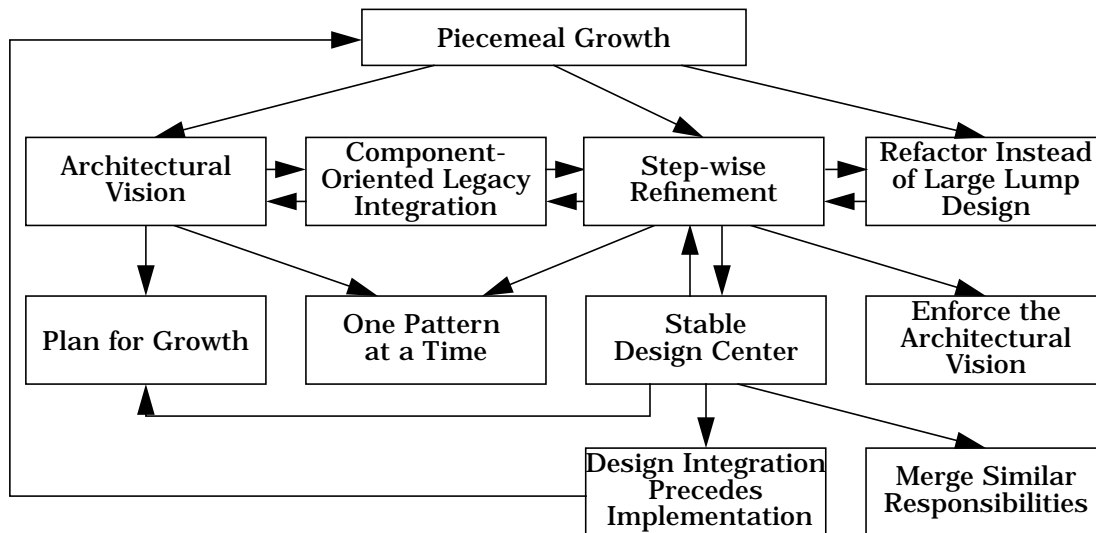 Piecemeal Growth
Architectural
Vision
Component-
Oriented Legacy
Integration
Step-wise
Refinement
Refactor Instead
of Large Lump
Design
Plan for Growth
One Pattern
at a Time
Stable
Design Center
Enforce the
Architectural
Vision
Design Integration
Precedes
Implementation
Merge Similar
Responsibilities